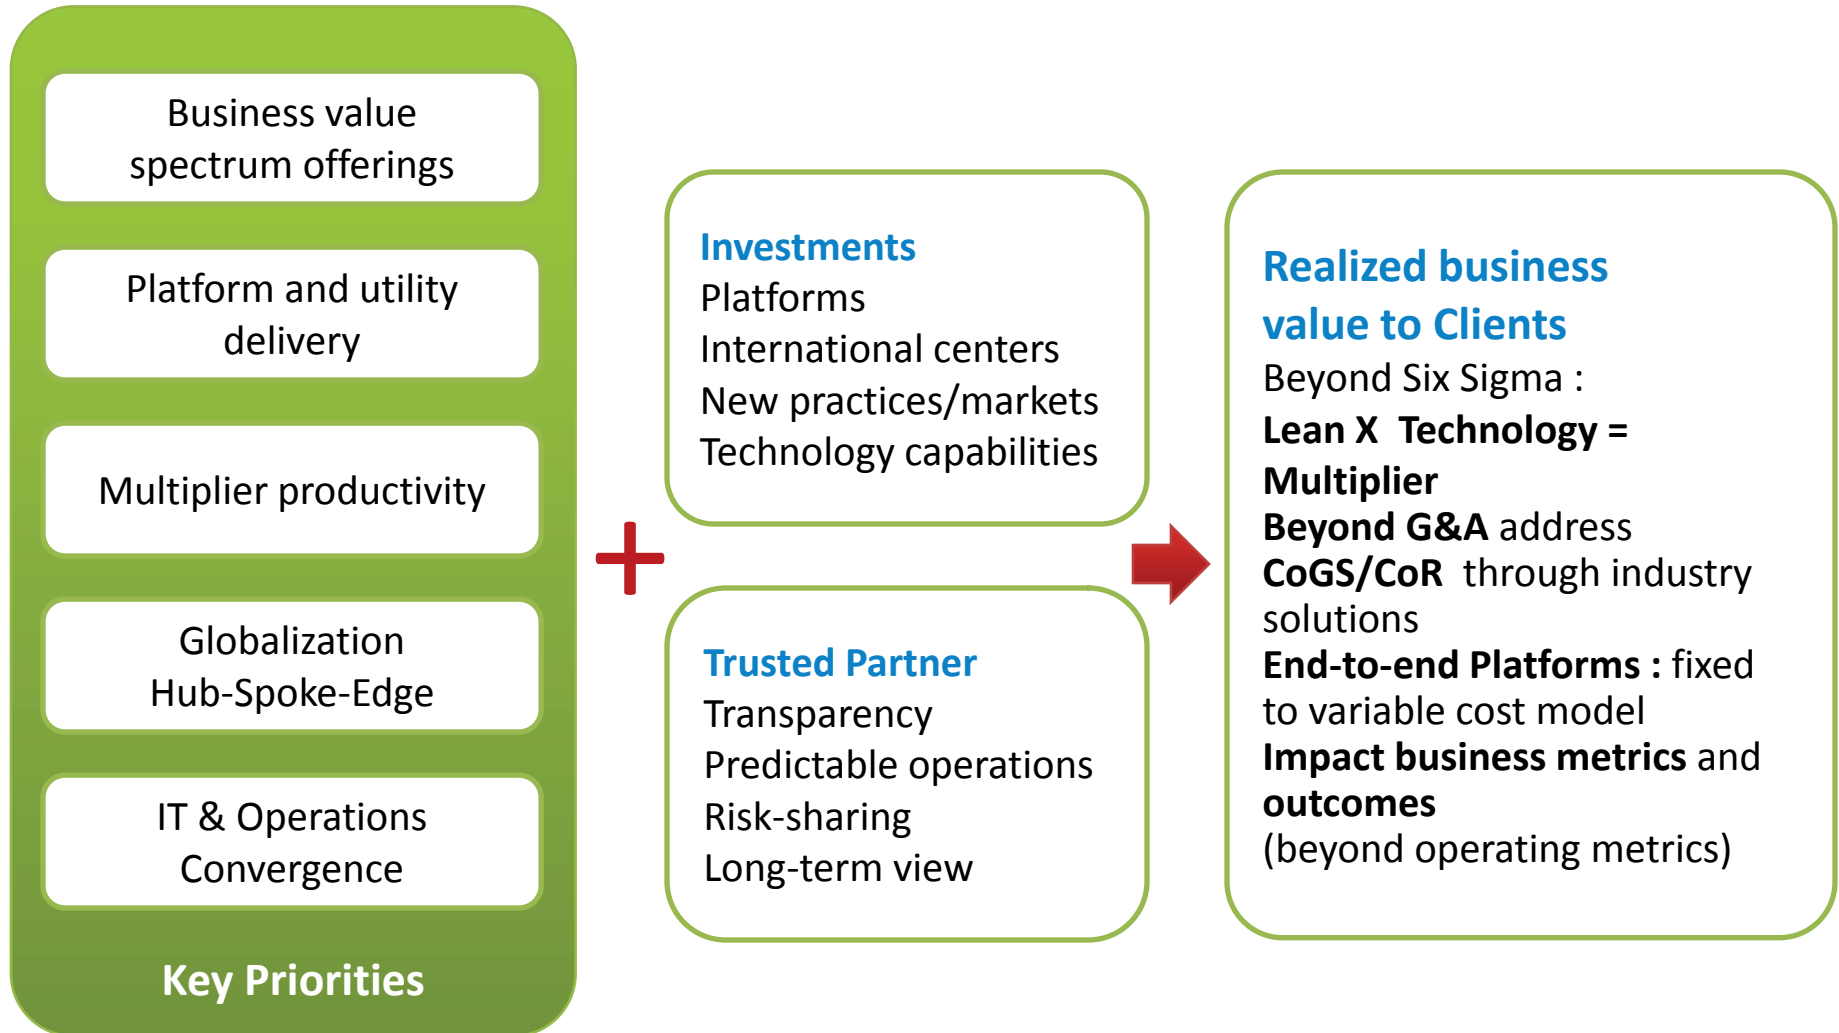 Business value
spectrum offerings
Platform and utility
delivery
Multiplier productivity
Globalization
Hub-Spoke-Edge
IT & Operations
Convergence
Key Priorities
+
Investments
Platforms
International centers
New practices/markets
Technology capabilities
Trusted Partner
Transparency
Predictable operations
Risk-sharing
Long-term view
Realized business
value to Clients
Beyond Six Sigma :
Lean X Technology =
Multiplier
Beyond G&A address
CoGS/CoR through industry
solutions
End-to-end Platforms : fixed
to variable cost model
Impact business metrics and
outcomes
(beyond operating metrics)